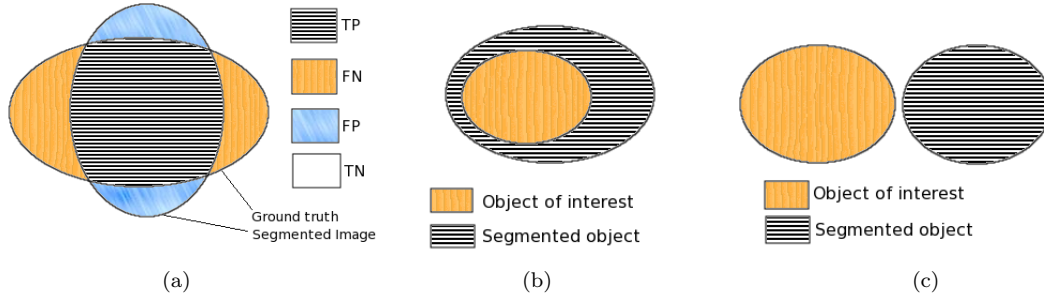 TP
FN
FP
TN
Ground truth
Segmented Image
(a)
Object of interest
Segmented object
(b)
Object of interest
Segmented object
(c)